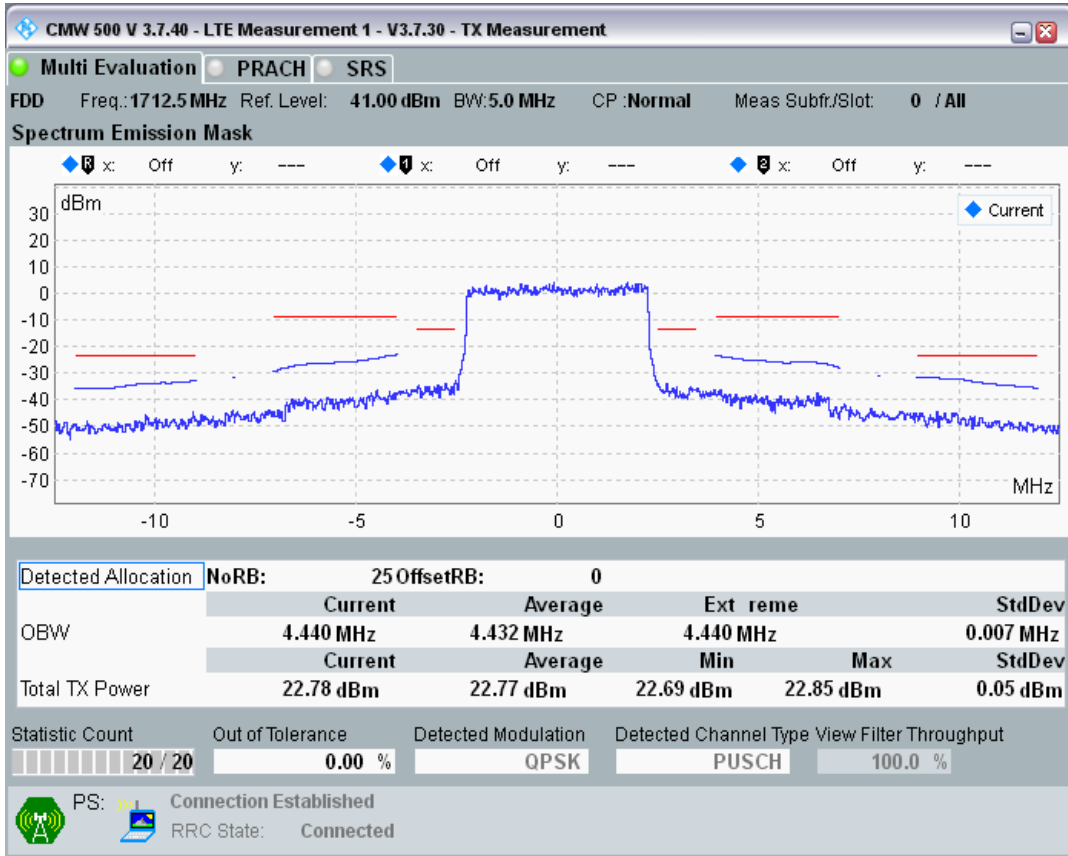 CMW 500 V 3.7.40 - LTE Measurement 1 - V3.7.30 - TX Measurement
Multi Evaluation PRACH SRS
FDD Freq.: 1712.5 MHz Ref. Level: 41.00 dBm BW: 5.0 MHz CP : Normal Meas Subfr./Slot: 0 / All
Spectrum Emission Mask
R x: Off y: --- 1 x: Off y: --- 2 x: Off y: ---
dBm
Current
30
20
10
0
-10
-20
-30
-40
-50
-60
-70
MHz
-10 -5 0 5 10
Detected Allocation NoRB: 25 OffsetRB: 0
Current Average Ext reme StdDev
OBW 4.440 MHz 4.432 MHz 4.440 MHz 0.007 MHz
Current Average Min Max StdDev
Total TX Power 22.78 dBm 22.77 dBm 22.69 dBm 22.85 dBm 0.05 dBm
Statistic Count Out of Tolerance Detected Modulation Detected Channel Type View Filter Throughput
20 / 20 0.00 % QPSK PUSCH 100.0 %
PS: Connection Established
RRC State: Connected